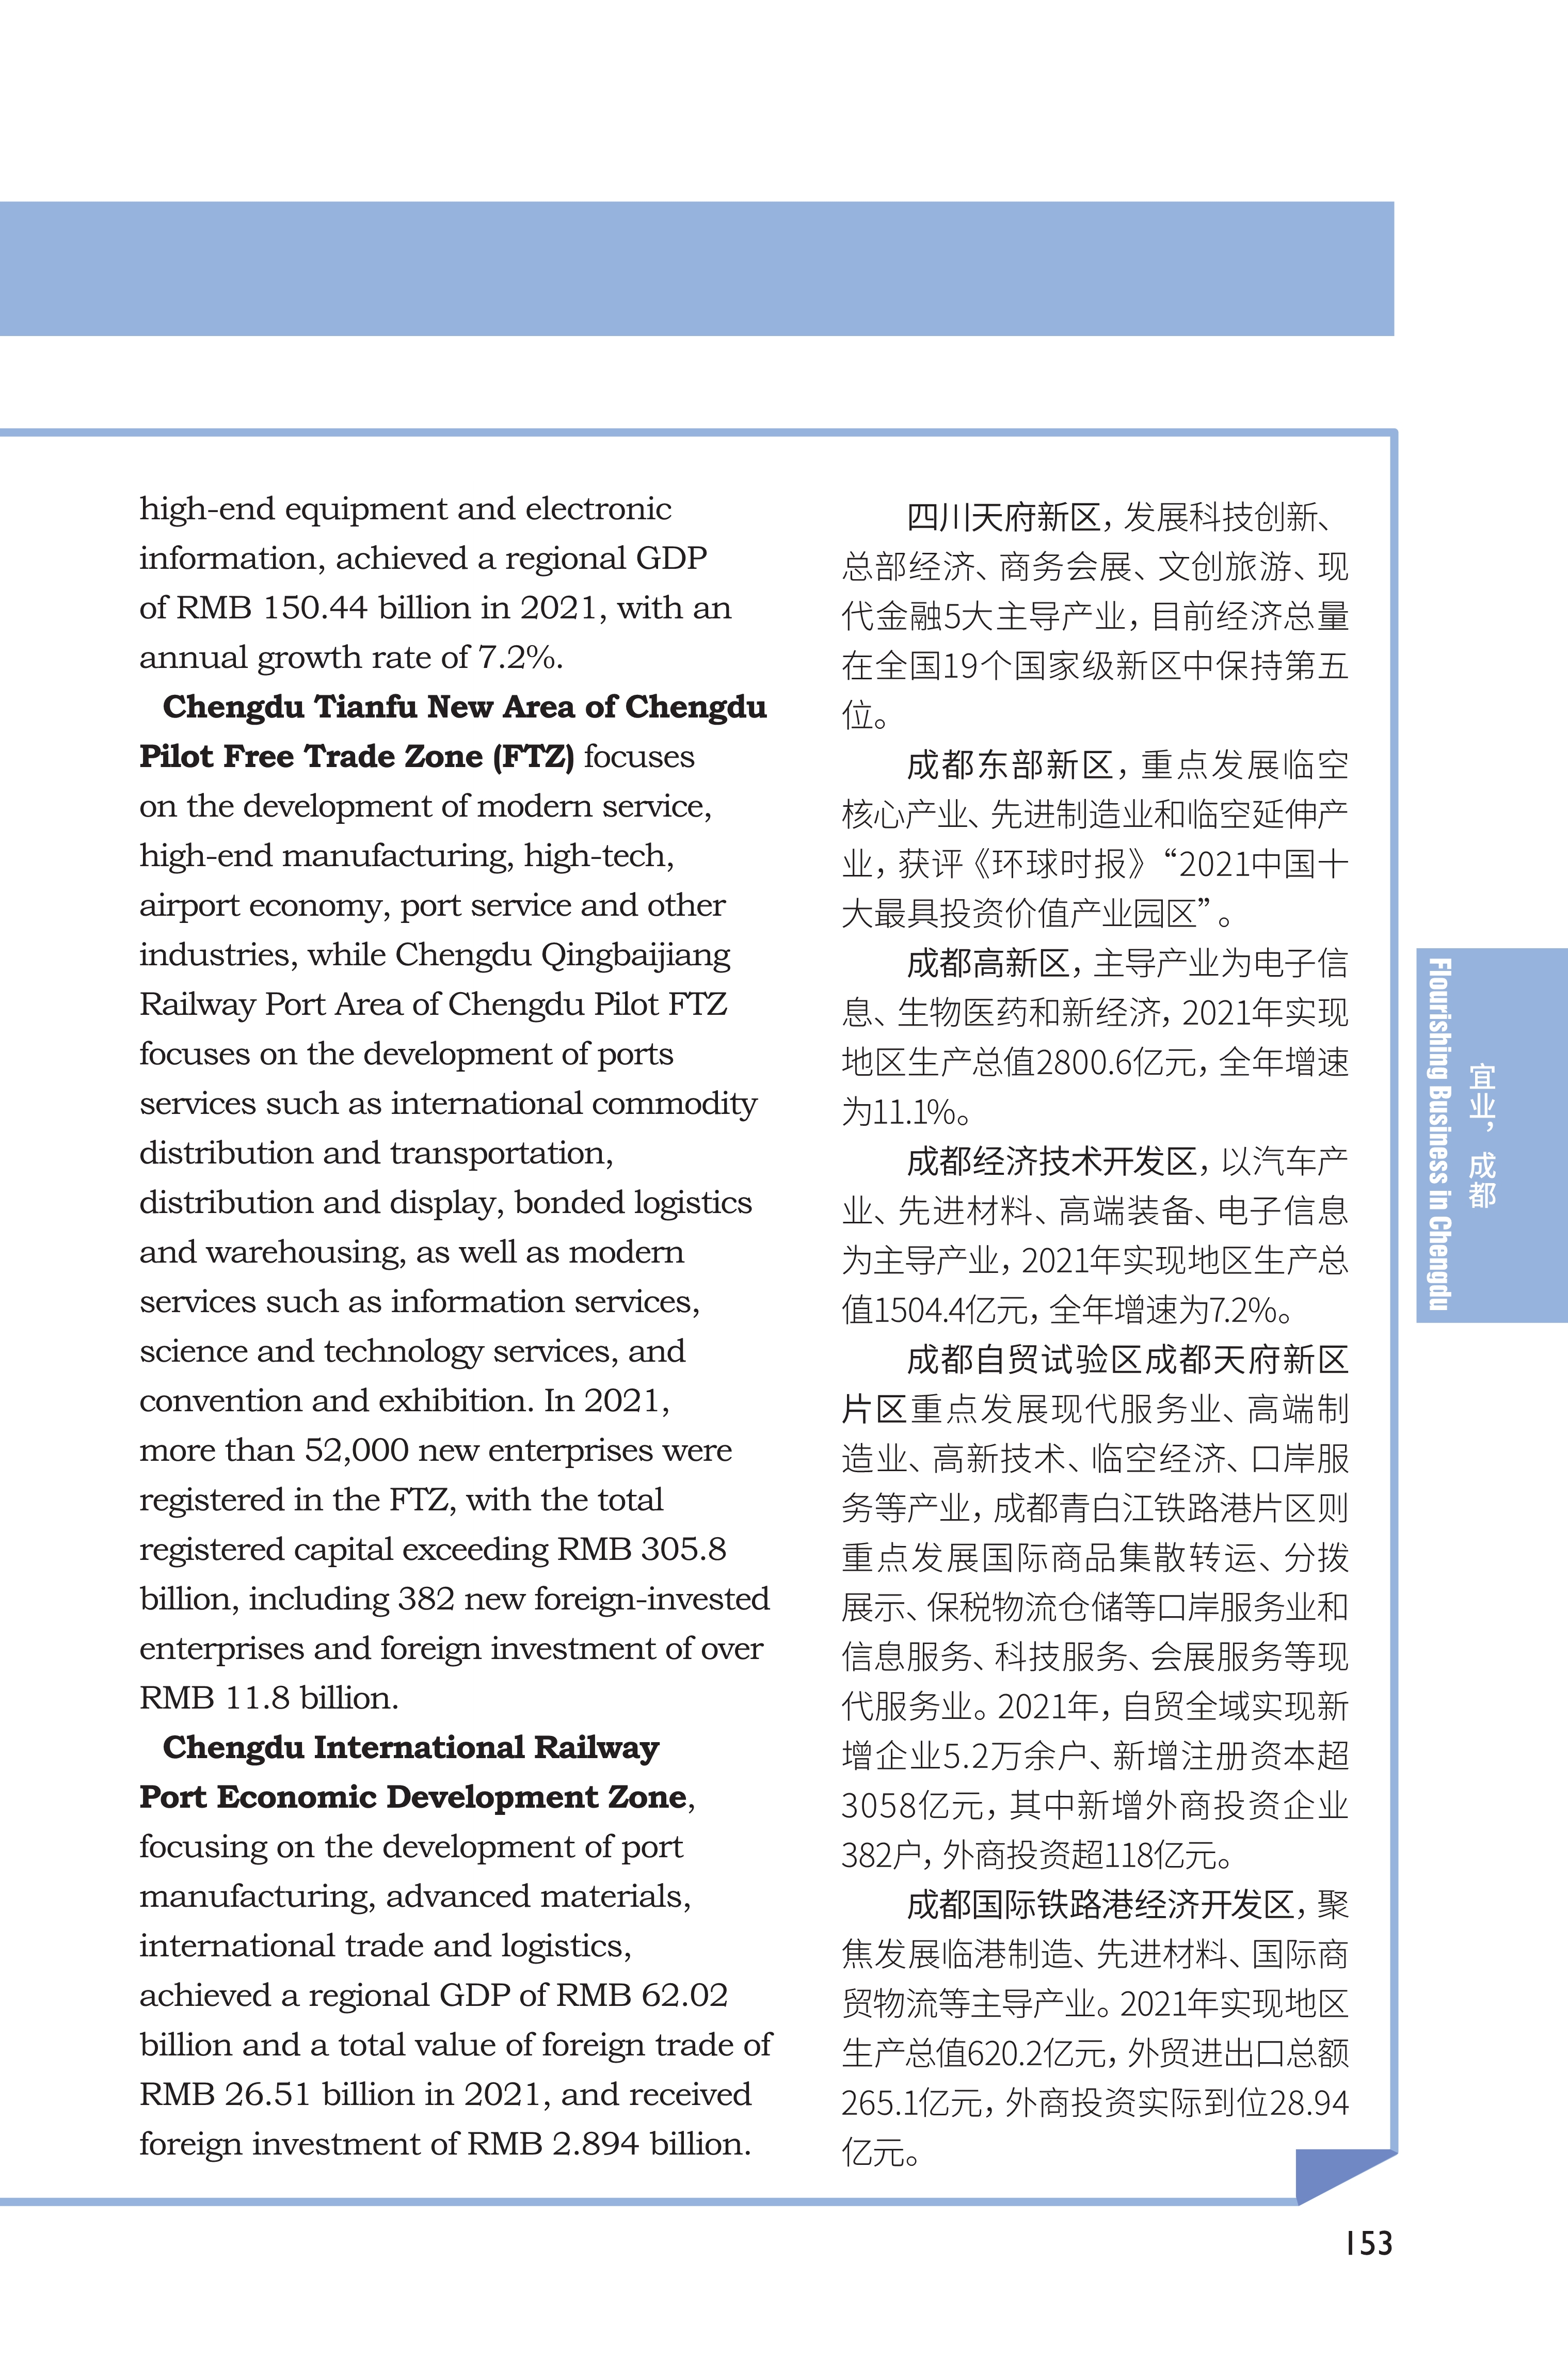 high-end equipment and electronic
information, achieved a regional GDP
of RMB 150.44 billion in 2021, with an
annual growth rate of 7.2%.
Chengdu Tianfu New Area of Chengdu
Pilot Free Trade Zone (FTZ) focuses
on the development of modern service,
high-end manufacturing, high-tech,
airport economy, port service and other
industries, while Chengdu Qingbaijiang
Railway Port Area of Chengdu Pilot FTZ
focuses on the development of ports
services such as international commodity
distribution and transportation,
distribution and display, bonded logistics
and warehousing, as well as modern
services such as information services,
science and technology services, and
convention and exhibition. In 2021,
more than 52,000 new enterprises were
registered in the FTZ, with the total
registered capital exceeding RMB 305.8
billion, including 382 new foreign-invested
enterprises and foreign investment of over
RMB 11.8 billion.
Chengdu International Railway
Port Economic Development Zone,
focusing on the development of port
manufacturing, advanced materials,
international trade and logistics,
achieved a regional GDP of RMB 62.02
billion and a total value of foreign trade of
RMB 26.51 billion in 2021, and received
foreign investment of RMB 2.894 billion.
四川天府新区，发展科技创新、
总部经济、商务会展、文创旅游、现
代金融5大主导产业，目前经济总量
在全国19个国家级新区中保持第五
位。
成都东部新区，重点发展临空
核心产业、先进制造业和临空延伸产
业，获评《环球时报》“2021中国十
大最具投资价值产业园区”。
成都高新区，主导产业为电子信
息、生物医药和新经济，2021年实现
地区生产总值2800.6亿元，全年增速
为11.1%。
成都经济技术开发区，以汽车产
业、先进材料、高端装备、电子信息
为主导产业，2021年实现地区生产总
值1504.4亿元，全年增速为7.2%。
成都自贸试验区成都天府新区
片区重点发展现代服务业、高端制
造业、高新技术、临空经济、口岸服
务等产业，成都青白江铁路港片区则
重点发展国际商品集散转运、分拨
展示、保税物流仓储等口岸服务业和
信息服务、科技服务、会展服务等现
代服务业。2021年，自贸全域实现新
增企业5.2万余户、新增注册资本超
3058亿元，其中新增外商投资企业
382户，外商投资超118亿元。
成都国际铁路港经济开发区，聚
焦发展临港制造、先进材料、国际商
贸物流等主导产业。2021年实现地区
生产总值620.2亿元，外贸进出口总额
265.1亿元，外商投资实际到位28.94
亿元。
宜业，成都
Flourishing Business in Chengdu
153